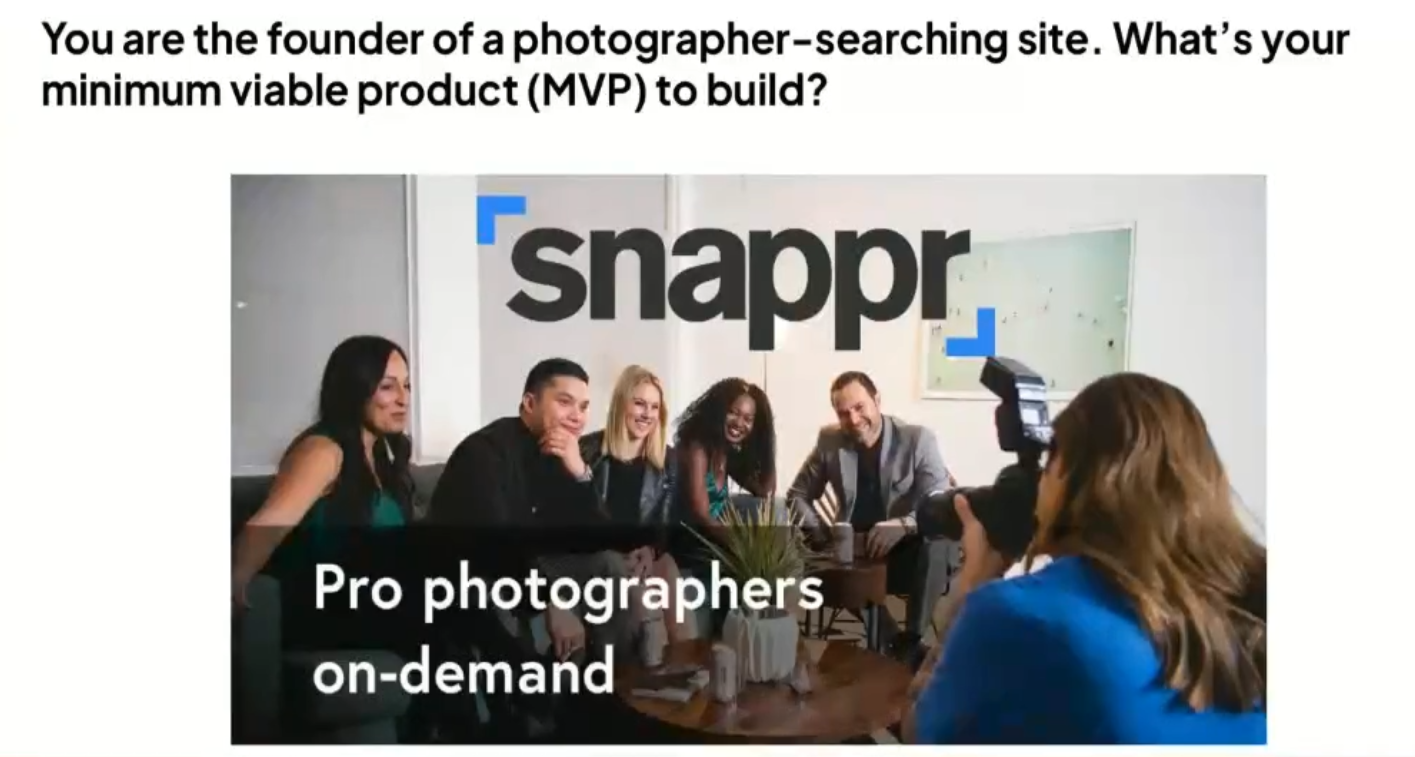 You are the founder of a photographer-searching site. What's your
minimum viable product (MVP) to build?
snappr
Pro photographers
on-demand